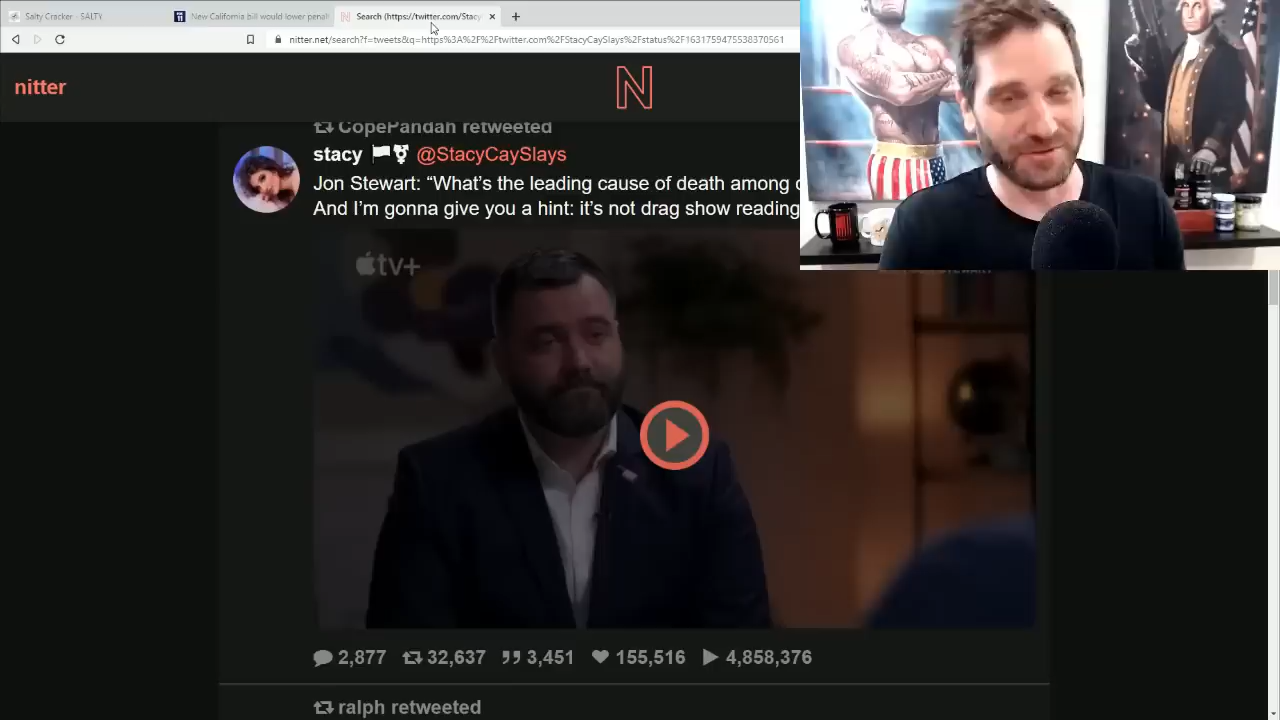 Salty Cracker - SALTY
New California bill would lower penal
Search (https://twitter.com/Stacy
nitter.net/search?f=tweets&q=https%3A%2F%2Ftwitter.com%2FStacyCaySlays%2Fstatus%2F1631759475538370561
nitter
N
CopePandah retweeted
stacy @StacyCaySlays
Jon Stewart: “What’s the leading cause of death among
And I’m gonna give you a hint: it’s not drag show reading
tv+
2,877 32,637 3,451 155,516 4,858,376
ralph retweeted